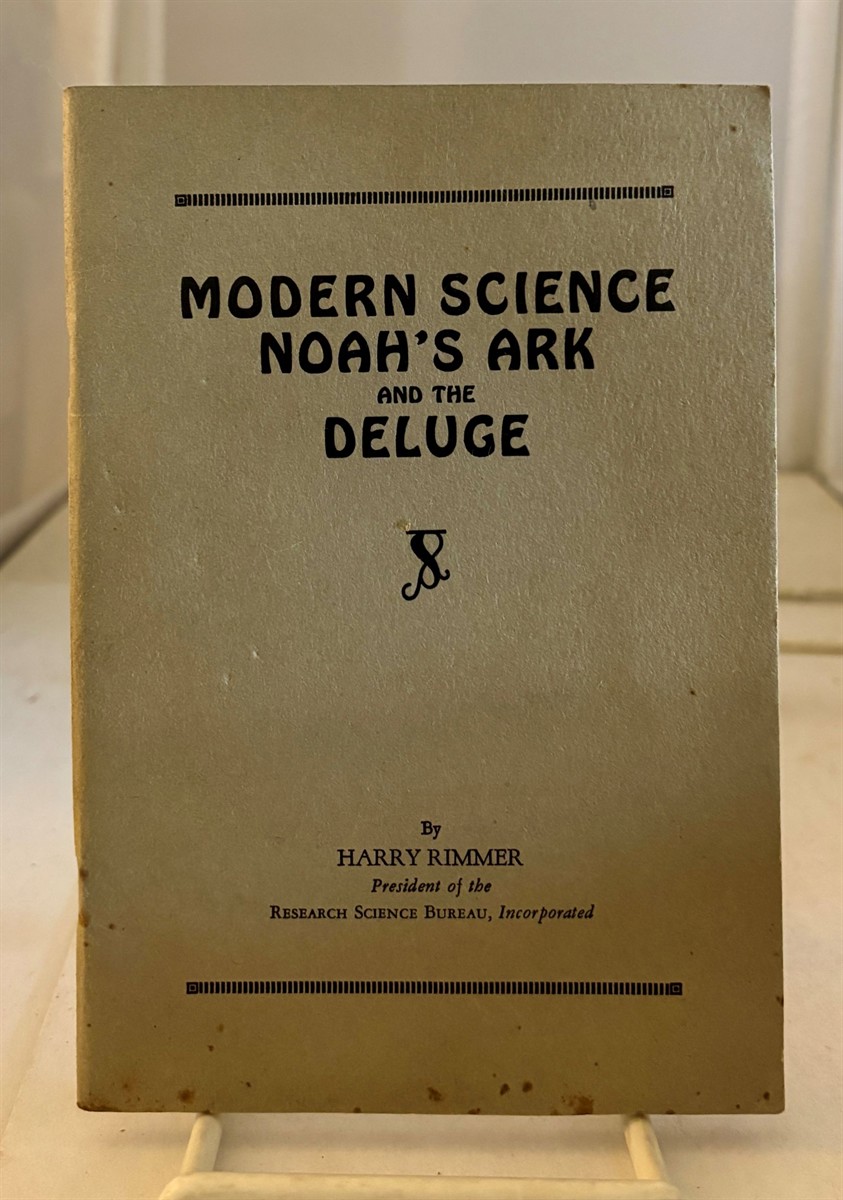 MODERN SCIENCE
NOAH'S ARK
AND THE
DELUGE
By
HARRY RIMMER
President of the
RESEARCH SCIENCE BUREAU, Incorporated